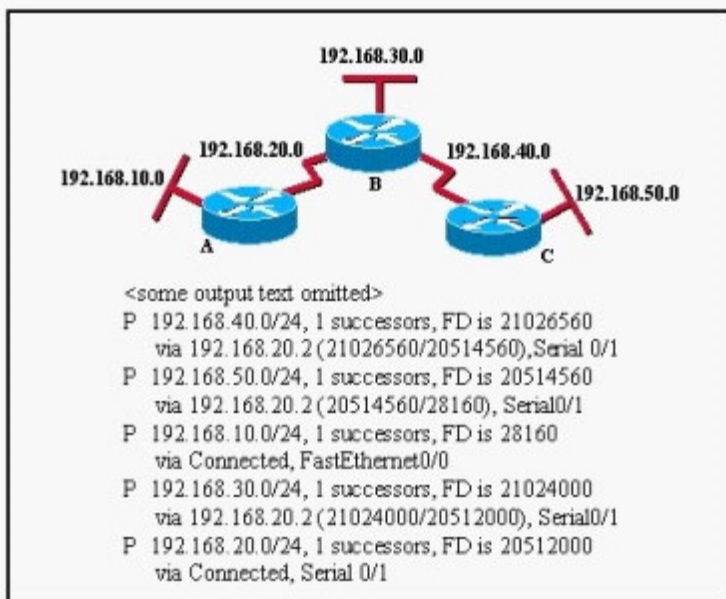 192.168.30.0
192.168.20.0
192.168.40.0
192.168.10.0
B
192.168.50.0
A
C
<some output text omitted>
P 192.168.40.0/24, 1 successors, FD is 21026560
via 192.168.20.2 (21026560/20514560),Serial 0/1
P 192.168.50.0/24, 1 successors, FD is 20514560
via 192.168.20.2 (20514560/28160), Serial0/1
P 192.168.10.0/24, 1 successors, FD is 28160
via Connected, FastEthernet0/0
P 192.168.30.0/24, 1 successors, FD is 21024000
via 192.168.20.2 (21024000/20512000), Serial0/1
P 192.168.20.0/24, 1 successors, FD is 20512000
via Connected, Serial 0/1